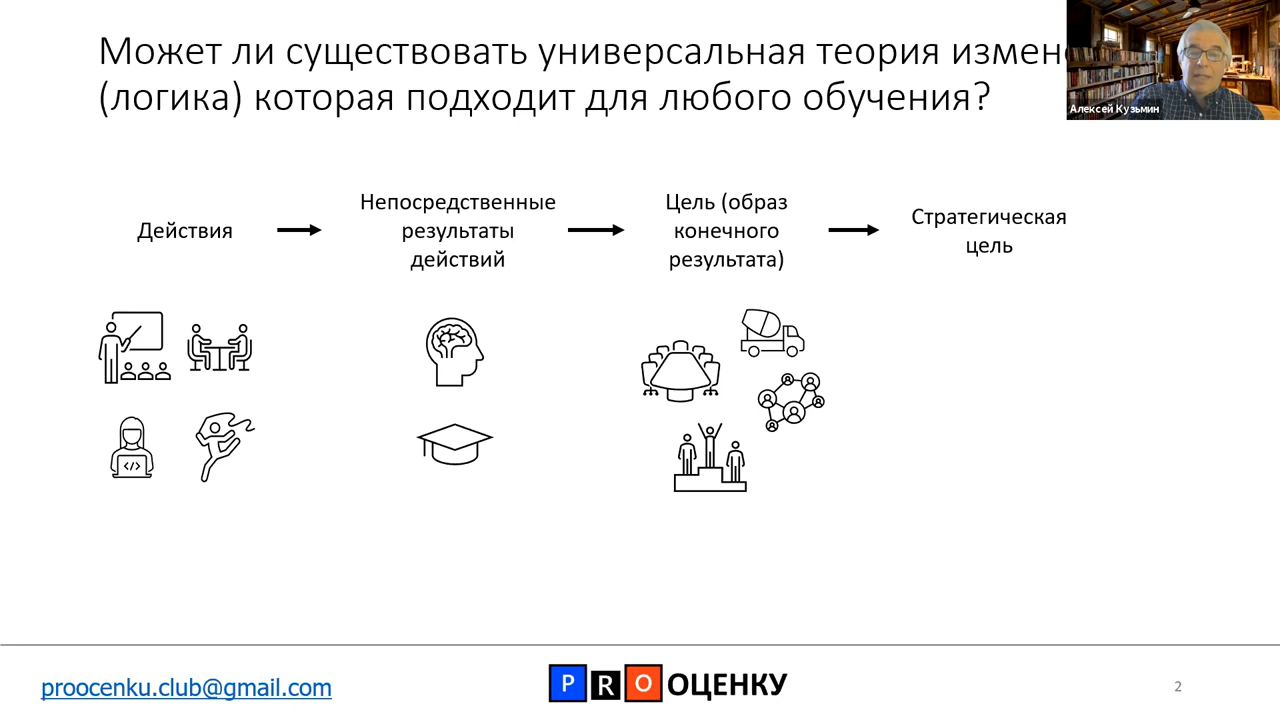 Может ли существовать универсальная теория измен
(логика) которая подходит для любого обучения?
Алексей Кузьмин
Действия
Непосредственные
результаты
действий
Цель (образ
конечного
результата)
Стратегическая
цель
proocenku.club@gmail.com
PRO ОЦЕНКУ
2